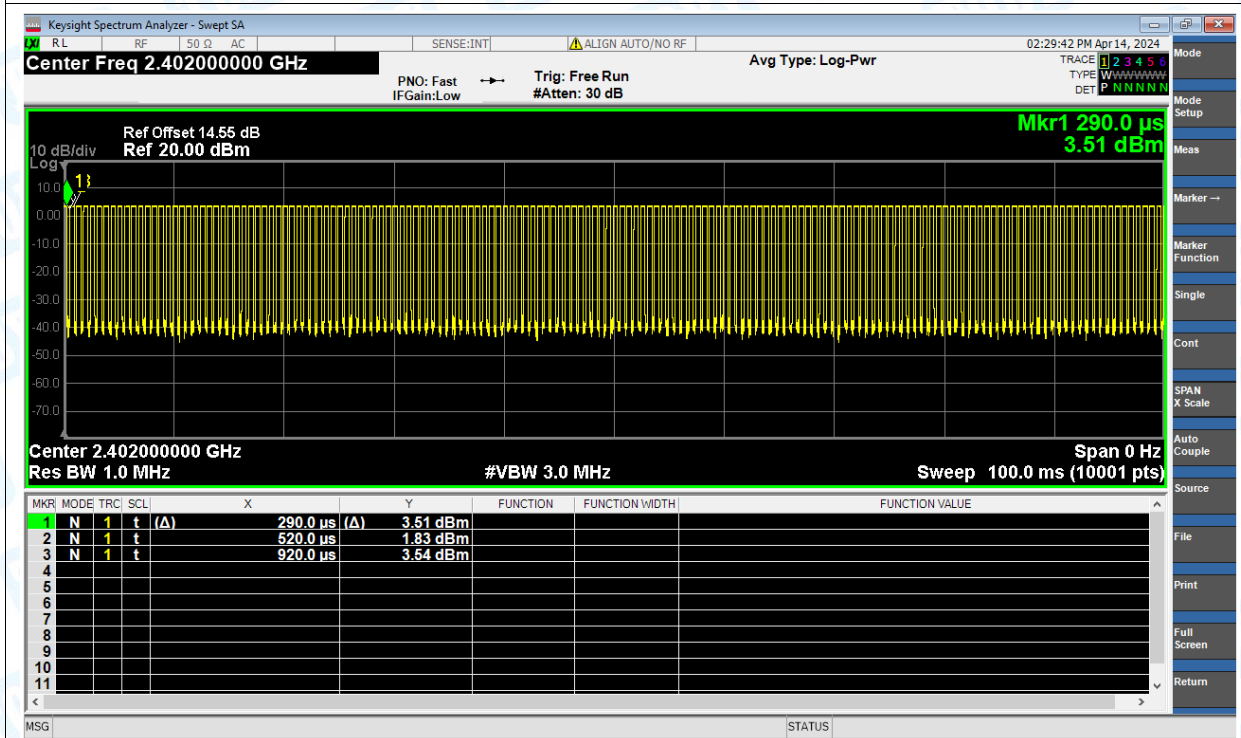 Keysight Spectrum Analyzer - Swept SA
LXI RL RF 50 Ω AC SENSE:INT ALIGN AUTO/NO RF 02:29:42 PM Apr 14, 2024
Center Freq 2.402000000 GHz
PNO: Fast
IFGain:Low
Trig: Free Run
#Atten: 30 dB
Avg Type: Log-Pwr
TRACE 1 2 3 4 5 6
TYPE WWWWWW
DET P N N N N N
10 dB/div
Log
Ref Offset 14.55 dB
Ref 20.00 dBm
Mkr1 290.0 µs
3.51 dBm
1
3
10.0
0.00
-10.0
-20.0
-30.0
-40.0
-50.0
-60.0
-70.0
Center 2.402000000 GHz Span 0 Hz
Res BW 1.0 MHz #VBW 3.0 MHz Sweep 100.0 ms (10001 pts)
MKR MODE TRC SCL X Y FUNCTION FUNCTION WIDTH FUNCTION VALUE
1 N 1 t (Δ) 290.0 µs (Δ) 3.51 dBm
2 N 1 t 520.0 µs 1.83 dBm
3 N 1 t 920.0 µs 3.54 dBm
4
5
6
7
8
9
10
11
MSG STATUS
Mode
Mode Setup
Meas
Marker →
Marker Function
Single
Cont
SPAN X Scale
Auto Couple
Source
File
Print
Full Screen
Return